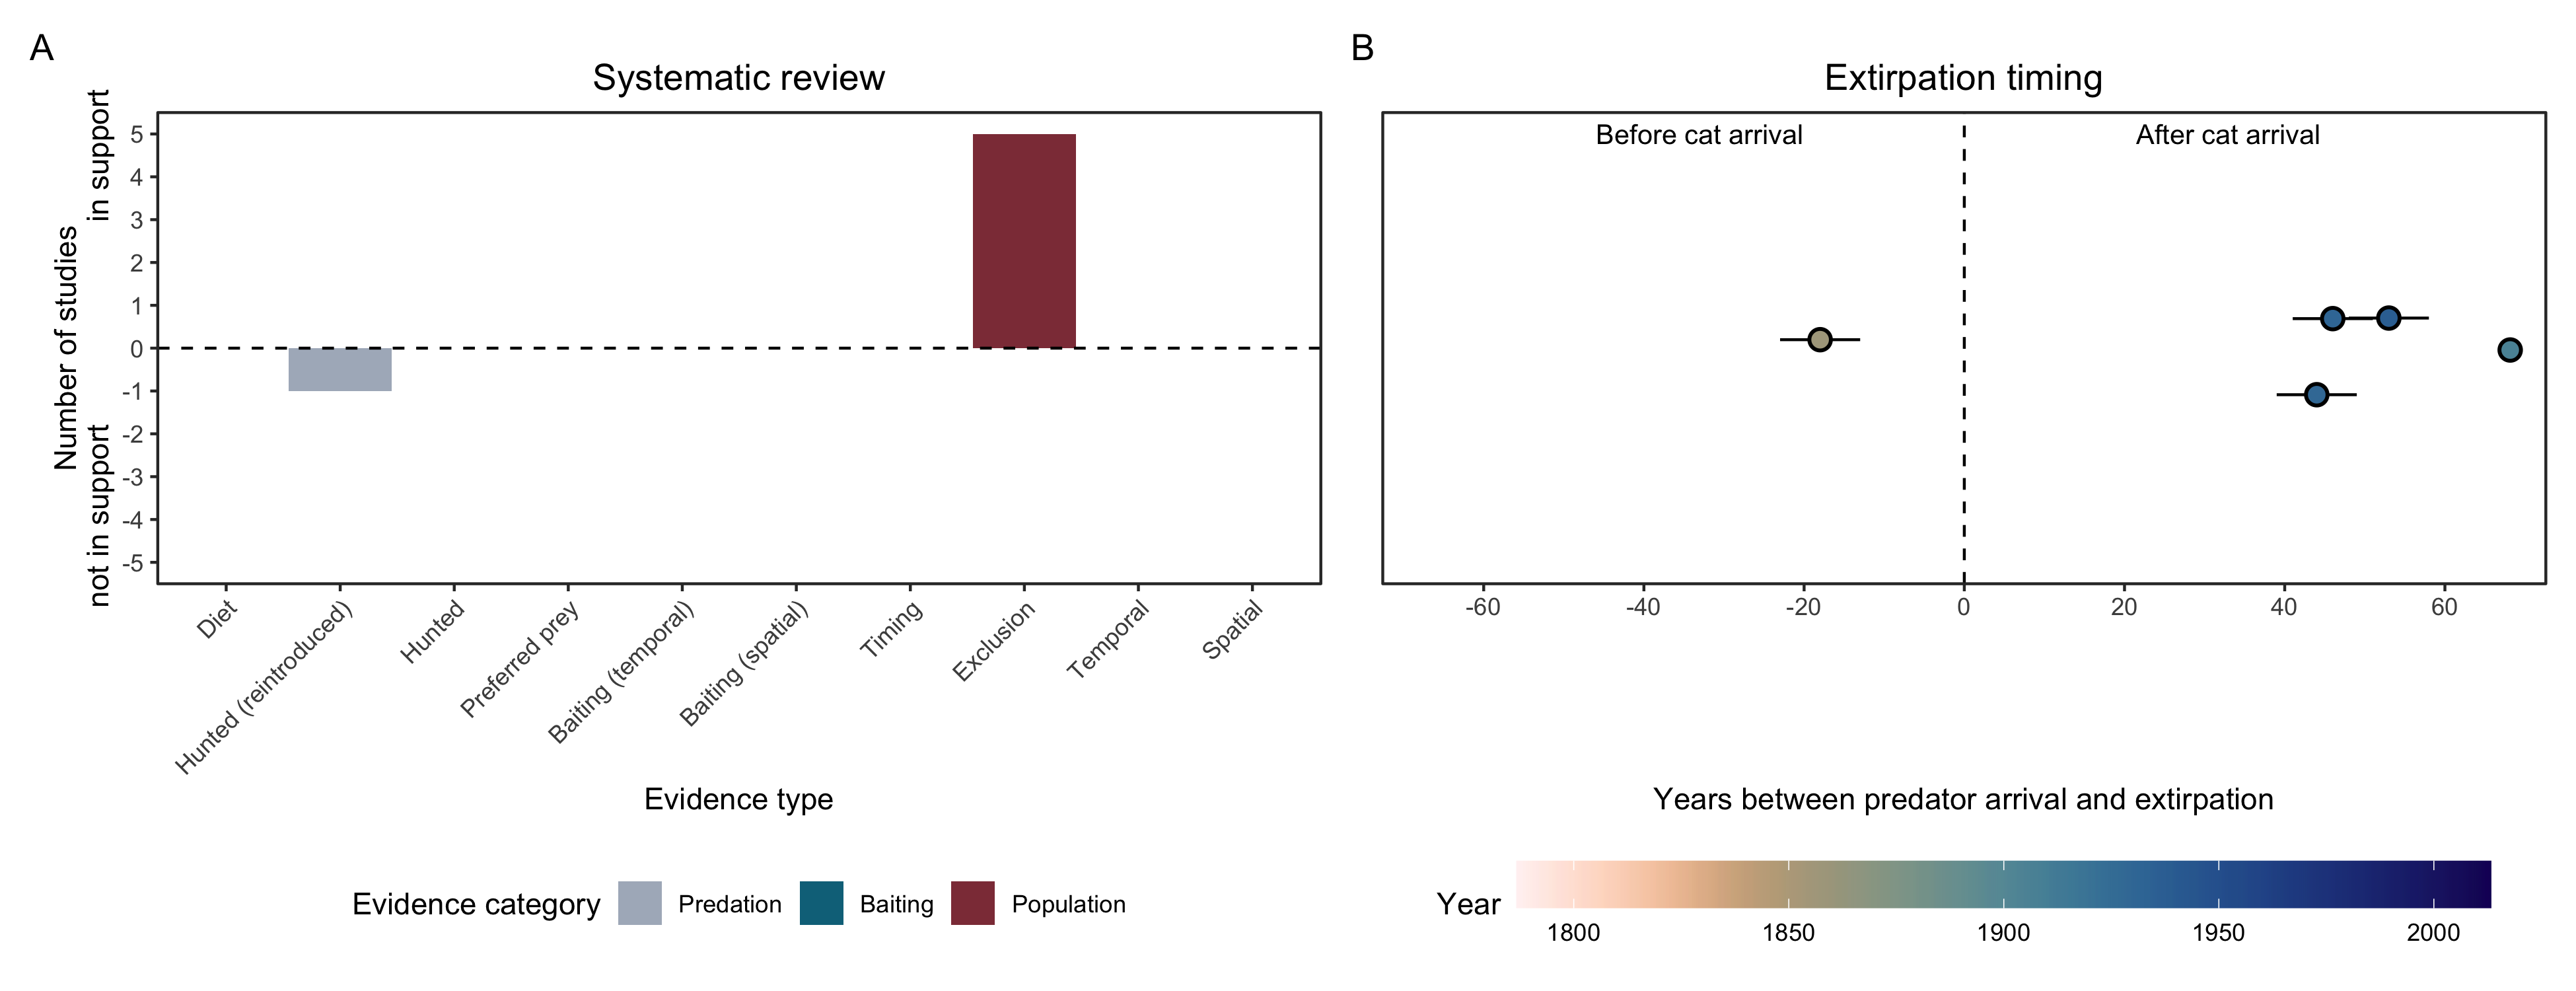 A
Systematic review
Number of studies
in support
not in support
5
4
3
2
1
0
-1
-2
-3
-4
-5
Diet
Hunted (reintroduced)
Hunted
Preferred prey
Baiting (temporal)
Baiting (spatial)
Timing
Exclusion
Temporal
Spatial
Evidence type
Evidence category
Predation
Baiting
Population
B
Extirpation timing
Before cat arrival
After cat arrival
-60
-40
-20
0
20
40
60
Years between predator arrival and extirpation
Year
1800
1850
1900
1950
2000